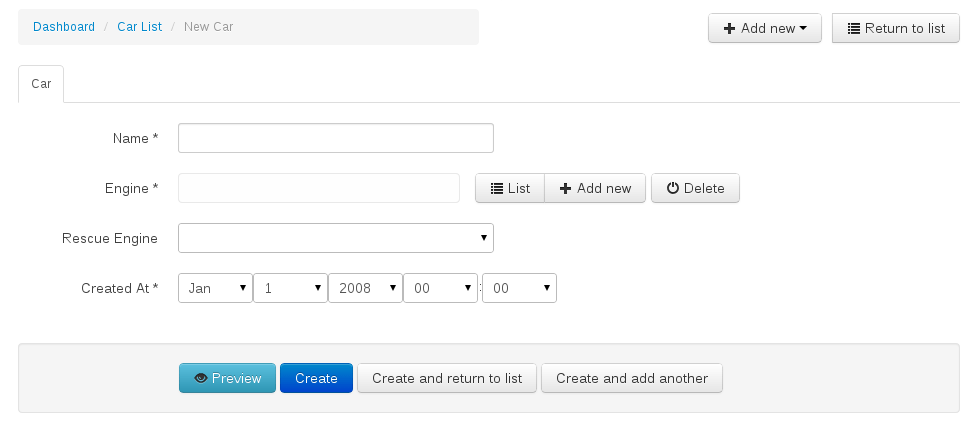 Dashboard / Car List / New Car
Add new Return to list
Car
Name *
Engine * List Add new Delete
Rescue Engine
Created At * Jan 1 2008 00 : 00
Preview Create Create and return to list Create and add another